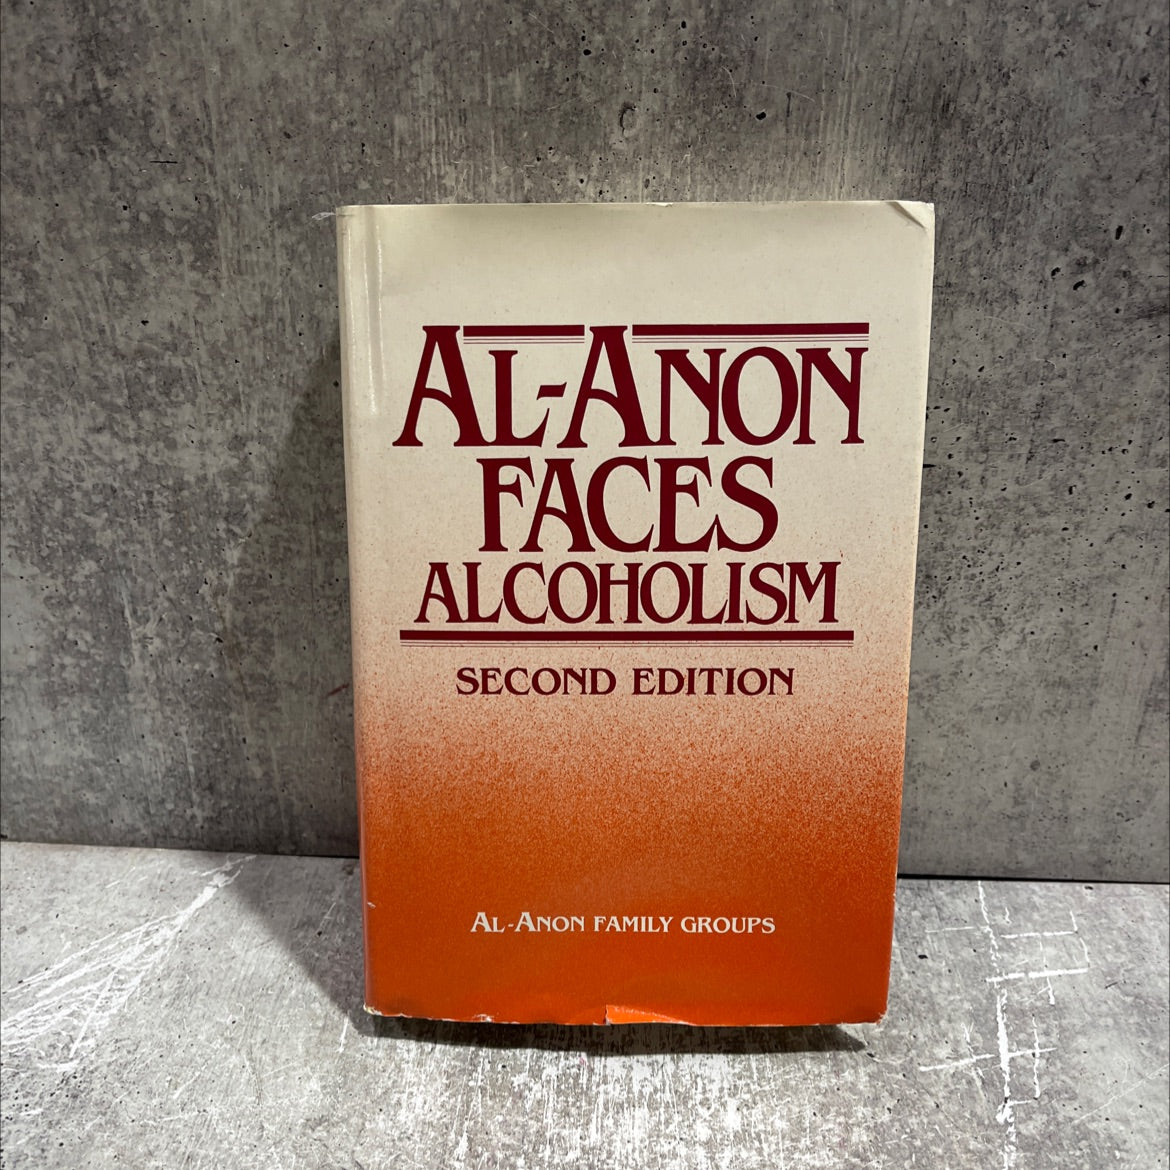 AL-ANON
FACES
ALCOHOLISM
SECOND EDITION
AL-ANON FAMILY GROUPS